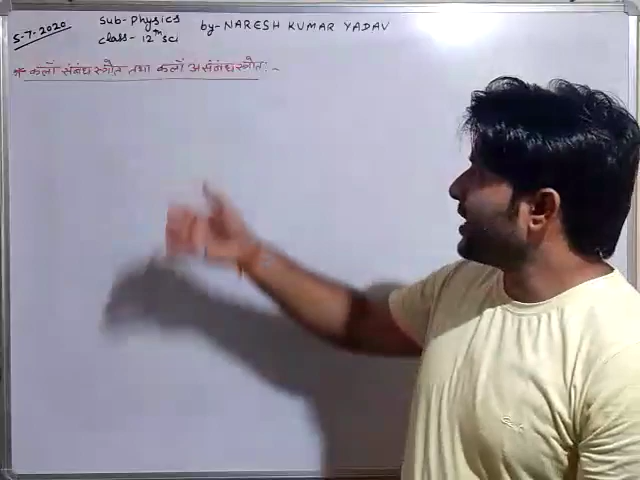 5-7-2020
Sub-Physics by-NARESH KUMAR YADAV
class- 12th sci
* कलाँ संबंध स्त्रौत तथा कलाँ असंबंध स्त्रौत :-